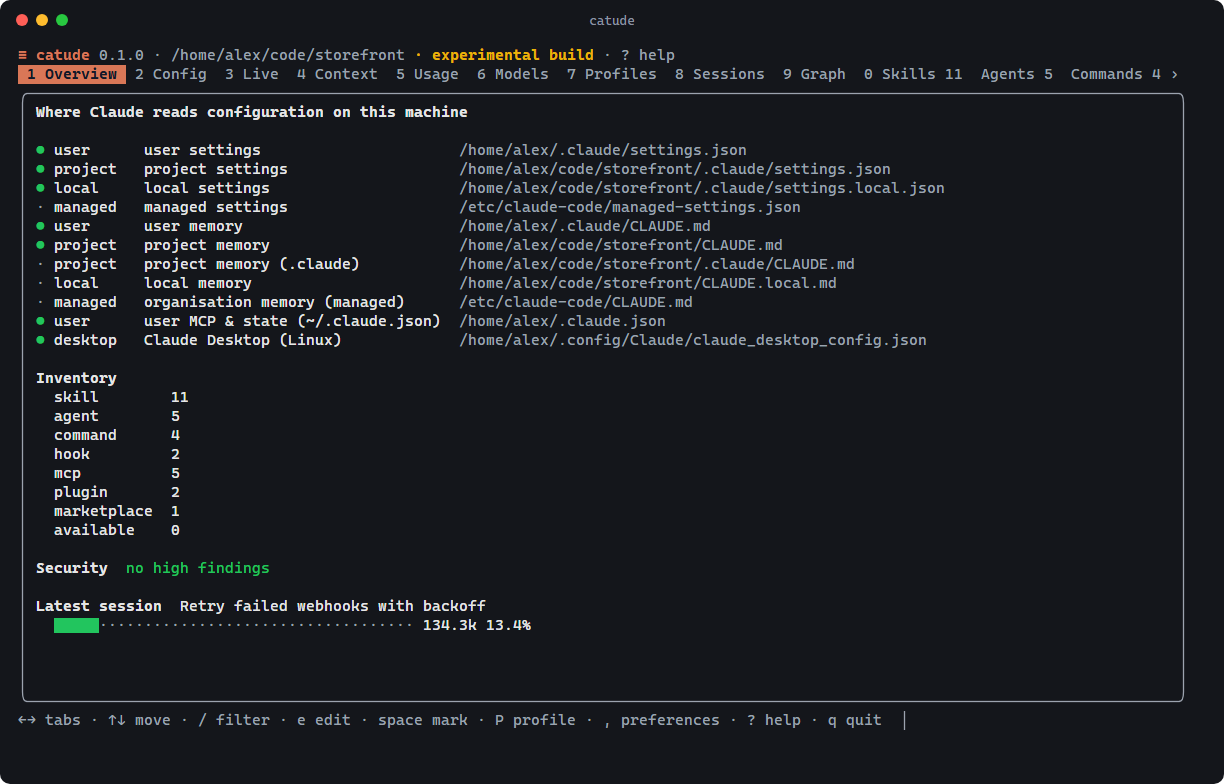 catude
≡ catude 0.1.0 · /home/alex/code/storefront · experimental build · ? help
1 Overview  2 Config  3 Live  4 Context  5 Usage  6 Models  7 Profiles  8 Sessions  9 Graph  0 Skills 11  Agents 5  Commands 4 ›
Where Claude reads configuration on this machine
● user  user settings  /home/alex/.claude/settings.json
● project  project settings  /home/alex/code/storefront/.claude/settings.json
● local  local settings  /home/alex/code/storefront/.claude/settings.local.json
· managed  managed settings  /etc/claude-code/managed-settings.json
● user  user memory  /home/alex/.claude/CLAUDE.md
● project  project memory  /home/alex/code/storefront/CLAUDE.md
· project  project memory (.claude)  /home/alex/code/storefront/.claude/CLAUDE.md
· local  local memory  /home/alex/code/storefront/CLAUDE.local.md
· managed  organisation memory (managed)  /etc/claude-code/CLAUDE.md
● user  user MCP & state (~/.claude.json)  /home/alex/.claude.json
● desktop  Claude Desktop (Linux)  /home/alex/.config/Claude/claude_desktop_config.json
Inventory
skill  11
agent  5
command  4
hook  2
mcp  5
plugin  2
marketplace  1
available  0
Security  no high findings
Latest session  Retry failed webhooks with backoff
134.3k 13.4%
↔ tabs · ↑↓ move · / filter · e edit · space mark · P profile · , preferences · ? help · q quit